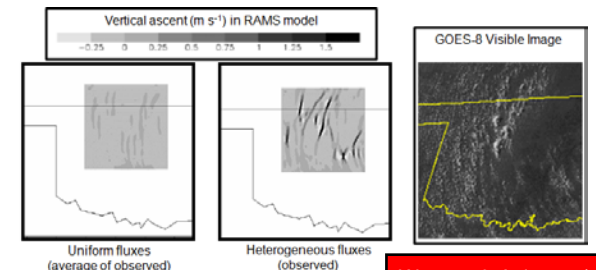 Vertical ascent (m s-1) in RAMS model
-0.25 0 0.25 0.5 0.75 1 1.25 1.5
GOES-8 Visible Image
Uniform fluxes
(average of observed)
Heterogeneous fluxes
(observed)